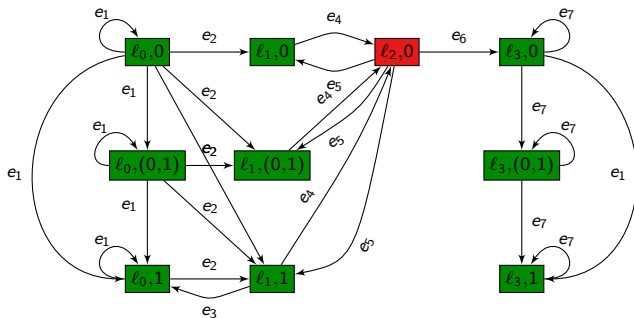 e₁ e₄ e₇
e₂ e₆
ℓ₀,0 ℓ₁,0 ℓ₂,0 ℓ₃,0
e₅
e₁ e₂ e₄ e₇
e₁ e₅ e₇
e₂
e₂
ℓ₀,(0,1) ℓ₁,(0,1) ℓ₃,(0,1)
e₁ e₁
e₄
e₁ e₂ e₇
e₅
e₁ e₇
e₂
ℓ₀,1 ℓ₁,1 ℓ₃,1
e₃